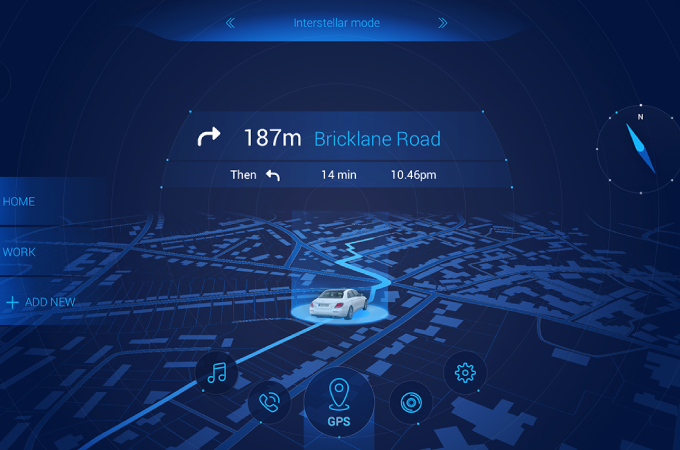 Interstellar mode
N
187m Bricklane Road
Then 14 min 10.46pm
HOME
WORK
ADD NEW
GPS